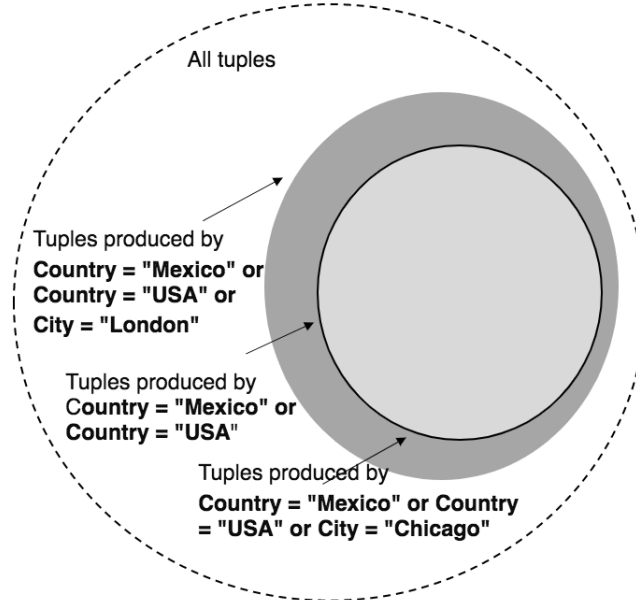 All tuples
Tuples produced by
Country = "Mexico" or
Country = "USA" or
City = "London"
Tuples produced by
Country = "Mexico" or
Country = "USA"
Tuples produced by
Country = "Mexico" or Country
= "USA" or City = "Chicago"